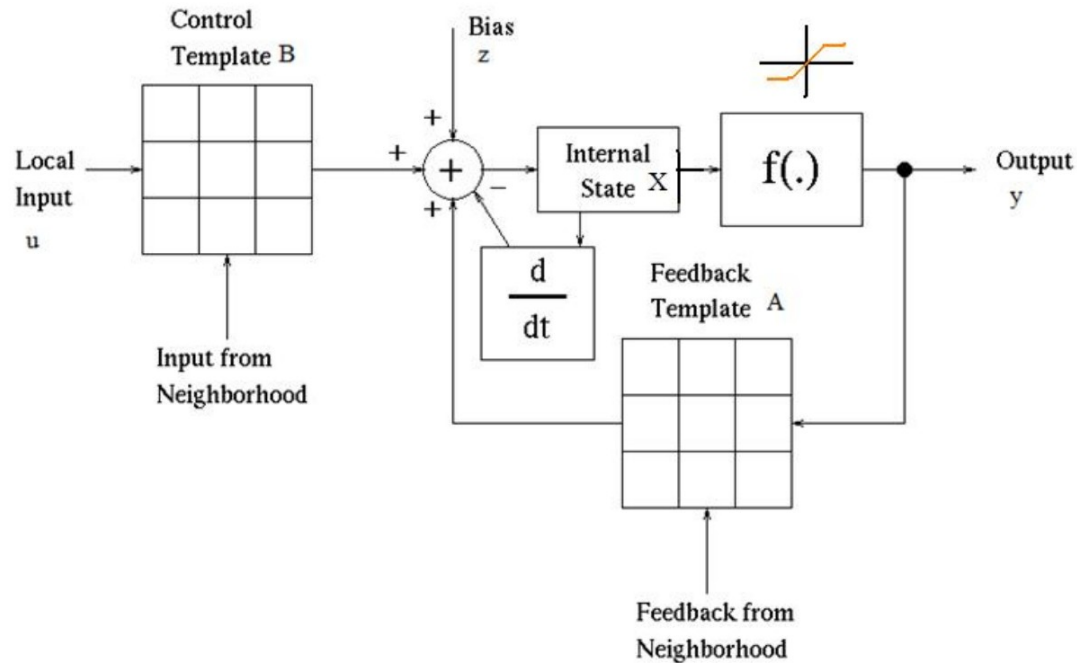 Control
Template B
Bias
z
Local
Input
u
+
+
+
+
−
Internal
State X
f(.)
Output
y
d
dt
Feedback
Template A
Input from
Neighborhood
Feedback from
Neighborhood